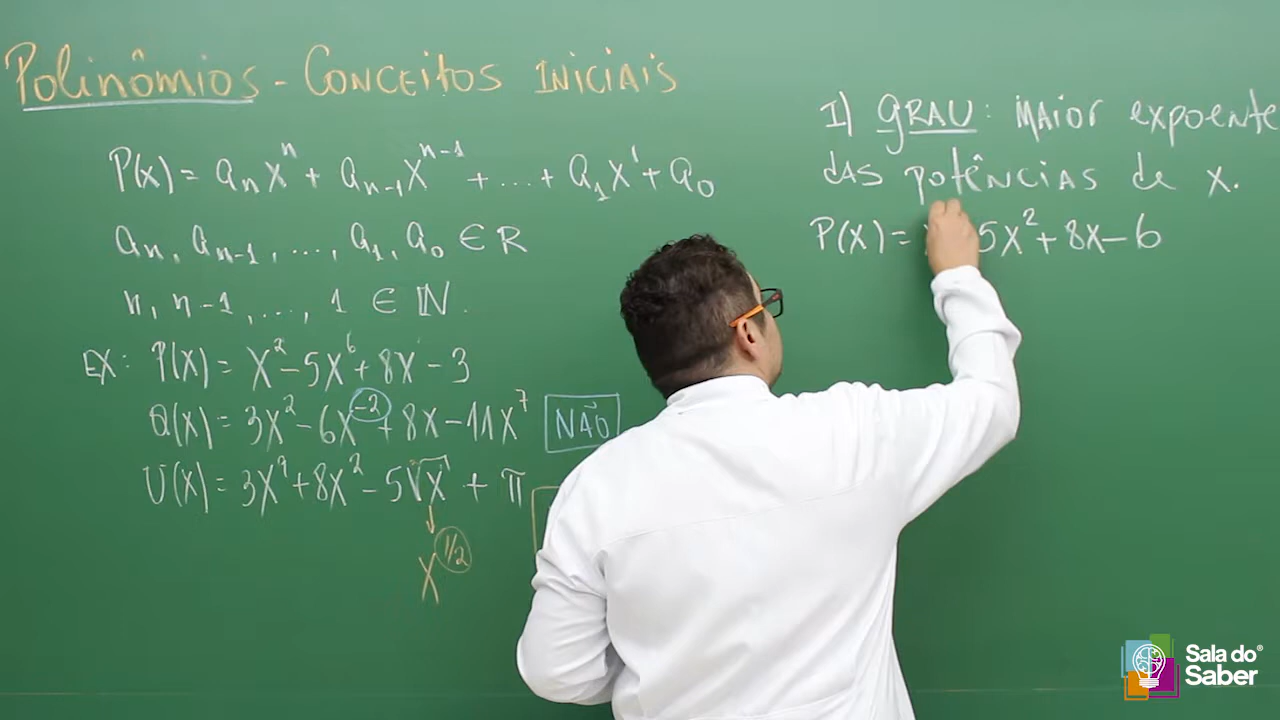 Polinômios - Conceitos Iniciais
P(x) = aₙxⁿ + aₙ₋₁xⁿ⁻¹ + ... + a₁x¹ + a₀
aₙ, aₙ₋₁, ..., a₁, a₀ ∈ R
n, n-1, ..., 1 ∈ ℕ.
EX: P(x) = x² - 5x⁶ + 8x¹ - 3
Q(x) = 3x² - 6x⁻² + 8x - 11x⁷ NÃO
U(x) = 3x⁹ + 8x² - 5√x¹ + π
x^(1/2)
I) GRAU: MAIOR expoente
das potências de x.
P(x) = 5x² + 8x - 6
Sala do®
Saber